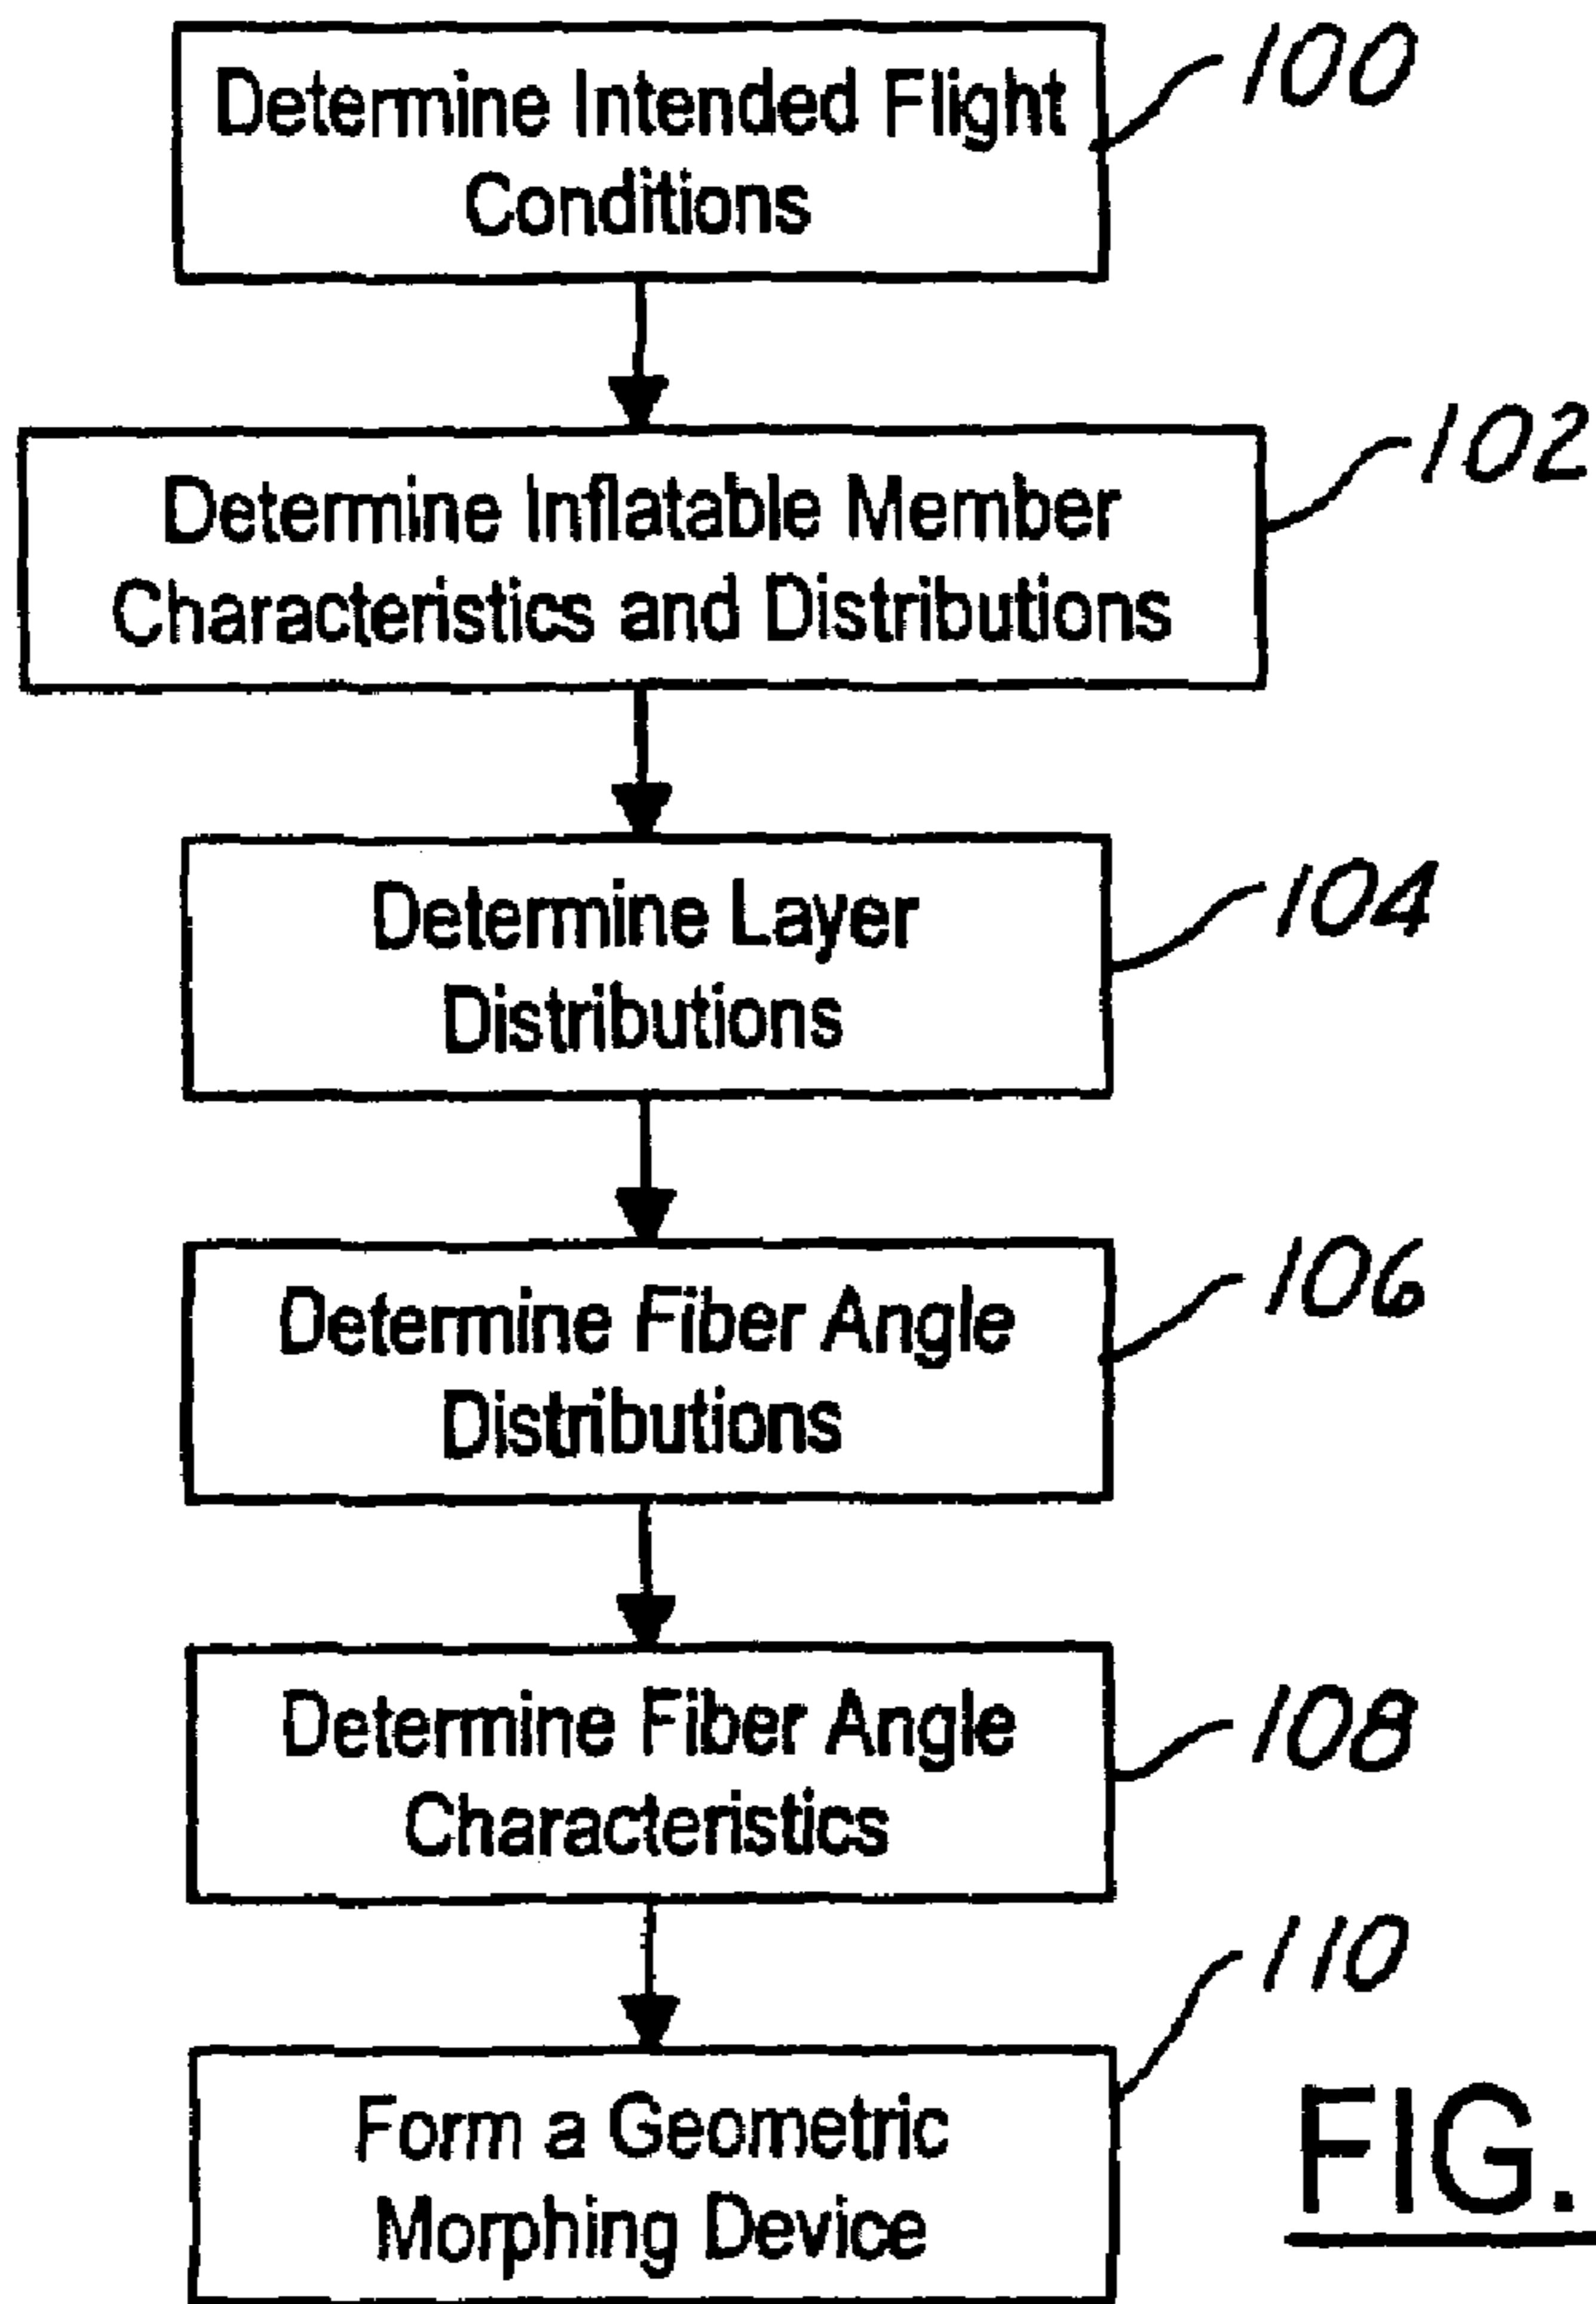 Determine Intended Flight
Conditions
100
Determine Inflatable Member
Characteristics and Distributions
102
Determine Layer
Distributions
104
Determine Fiber Angle
Distributions
106
Determine Fiber Angle
Characteristics
108
Form a Geometric
Morphing Device
110
FIG.